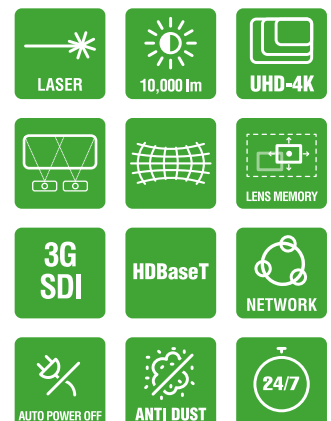 LASER
10,000 lm
UHD-4K
LENS MEMORY
3G
SDI
HDBaseT
NETWORK
AUTO POWER OFF
ANTI DUST
24/7